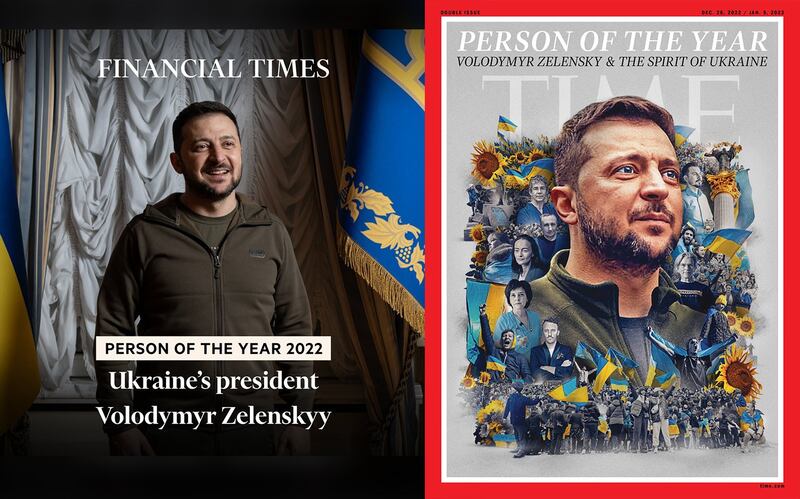 FINANCIAL TIMES
PERSON OF THE YEAR 2022
Ukraine's president
Volodymyr Zelenskyy
DOUBLE ISSUE
DEC. 26, 2022 / JAN. 9, 2023
PERSON OF THE YEAR
VOLODYMYR ZELENSKY & THE SPIRIT OF UKRAINE
TIME
time.com